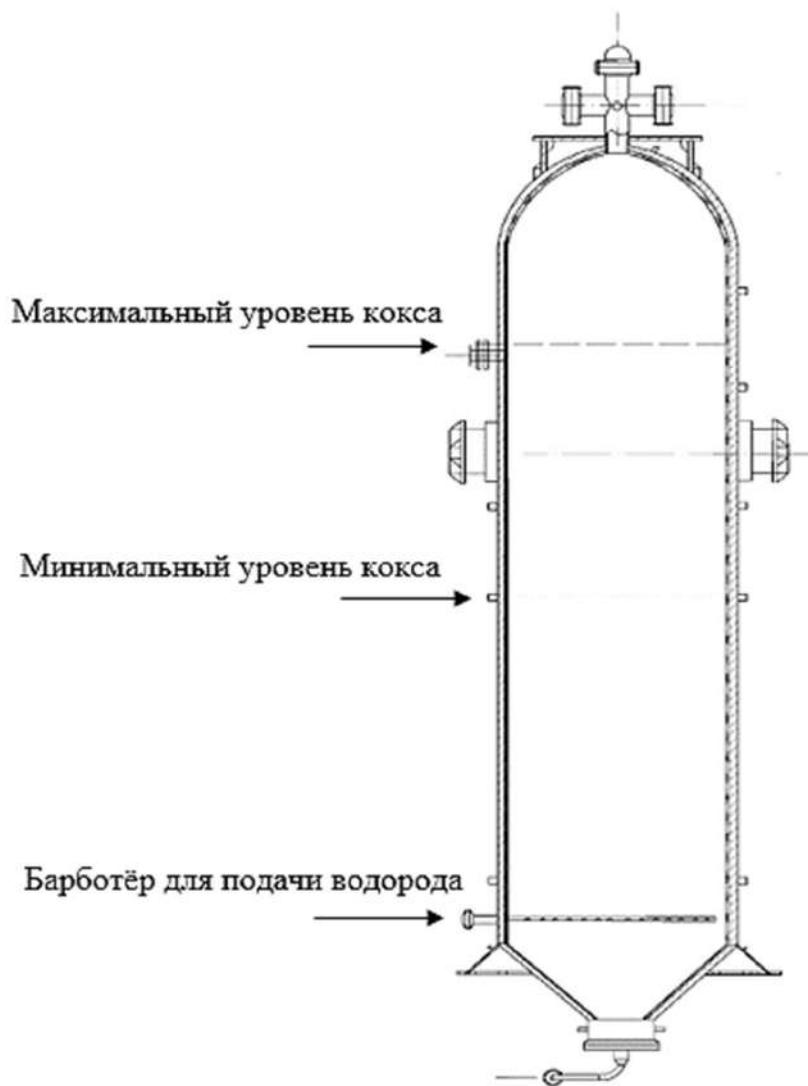 Максимальный уровень кокса
Минимальный уровень кокса
Барботёр для подачи водорода